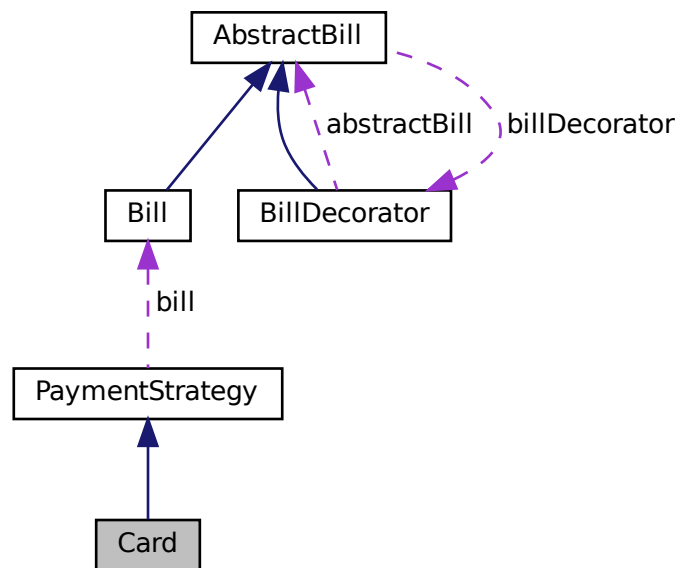 AbstractBill
abstractBill
billDecorator
Bill
BillDecorator
bill
PaymentStrategy
Card